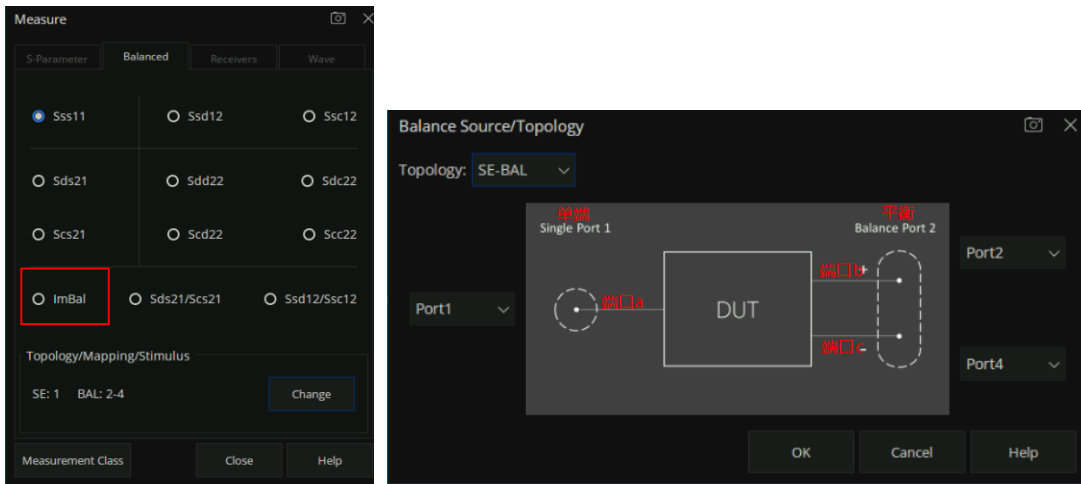 Measure
S-Parameter Balanced Receivers Wave
Sss11 Ssd12 Ssc12
Sds21 Sdd22 Sdc22
Scs21 Scd22 Scc22
ImBal Sds21/Scs21 Ssd12/Ssc12
Topology/Mapping/Stimulus
SE: 1 BAL: 2-4 Change
Measurement Class Close Help
Balance Source/Topology
Topology: SE-BAL
单端 平衡
Single Port 1 Balance Port 2
Port2
端口b +
Port1 端口a DUT
端口c -
Port4
OK Cancel Help